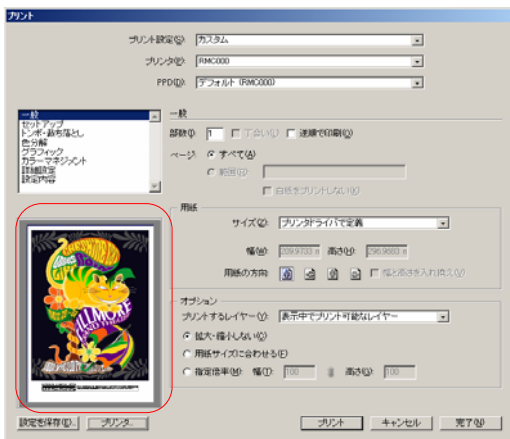 プリント
プリント設定(S): カスタム
プリンタ(P): RMC000
PPD(D): デフォルト (RMC000)
一般
セットアップ
トンボ・裁ち落とし
色分解
グラフィック
カラーマネジメント
詳細設定
設定内容
一般
部数(I): 1 丁合い(L) 逆順で印刷(Q)
ページ: すべて(A)
範囲(G):
白紙をプリントしない(K)
用紙
サイズ(Z): プリンタドライバで定義
幅(W): 209.9733 n 高さ(H): 296.9683 n
用紙の方向: 幅と高さを入れ換え(V)
オプション
プリントするレイヤー(Y): 表示中でプリント可能なレイヤー
拡大・縮小しない(C)
用紙サイズに合わせる(F)
指定倍率(M): 幅(T): 100 高さ(Q): 100
FILLMORE
設定を保存(E)... プリンタ... プリント キャンセル 完了(N)